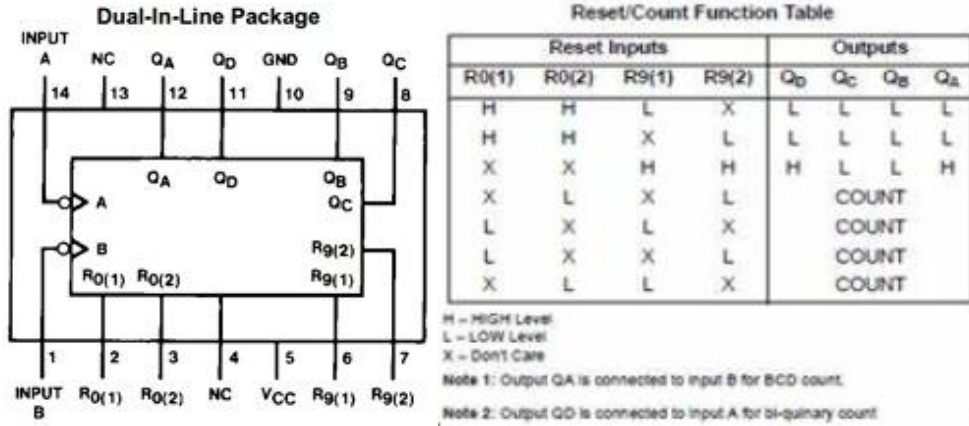 Dual-In-Line Package
INPUT
A NC QA QD GND QB QC
14 13 12 11 10 9 8
QA QD QB
QC
A
B R9(2)
R0(1) R0(2) R9(1)
1 2 3 4 5 6 7
INPUT
B R0(1) R0(2) NC VCC R9(1) R9(2)
Reset/Count Function Table
Reset Inputs Outputs
R0(1) R0(2) R9(1) R9(2) QD QC QB QA
H H L X L L L L
H H X L L L L L
X X H H H L L H
X L X L COUNT
L X L X COUNT
L X X L COUNT
X L L X COUNT
H – HIGH Level
L – LOW Level
X – Don't Care
Note 1: Output QA is connected to input B for BCD count.
Note 2: Output QD is connected to input A for bi-quinary count